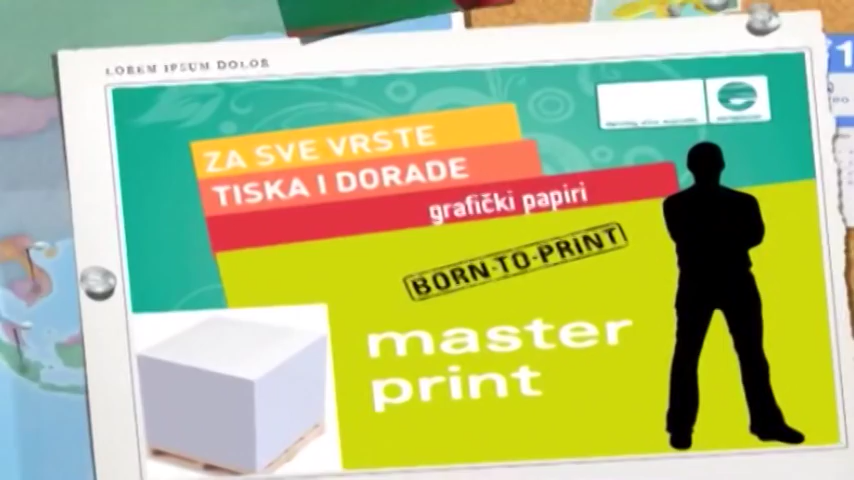 LOREM IPSUM DOLOR
ZA SVE VRSTE
TISKA I DORADE
grafički papiri
BORN-TO-PRINT
master
print